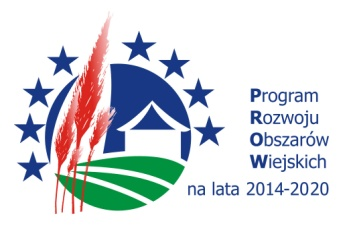 Program
Rozwoju
Obszarów
Wiejskich
na lata 2014-2020